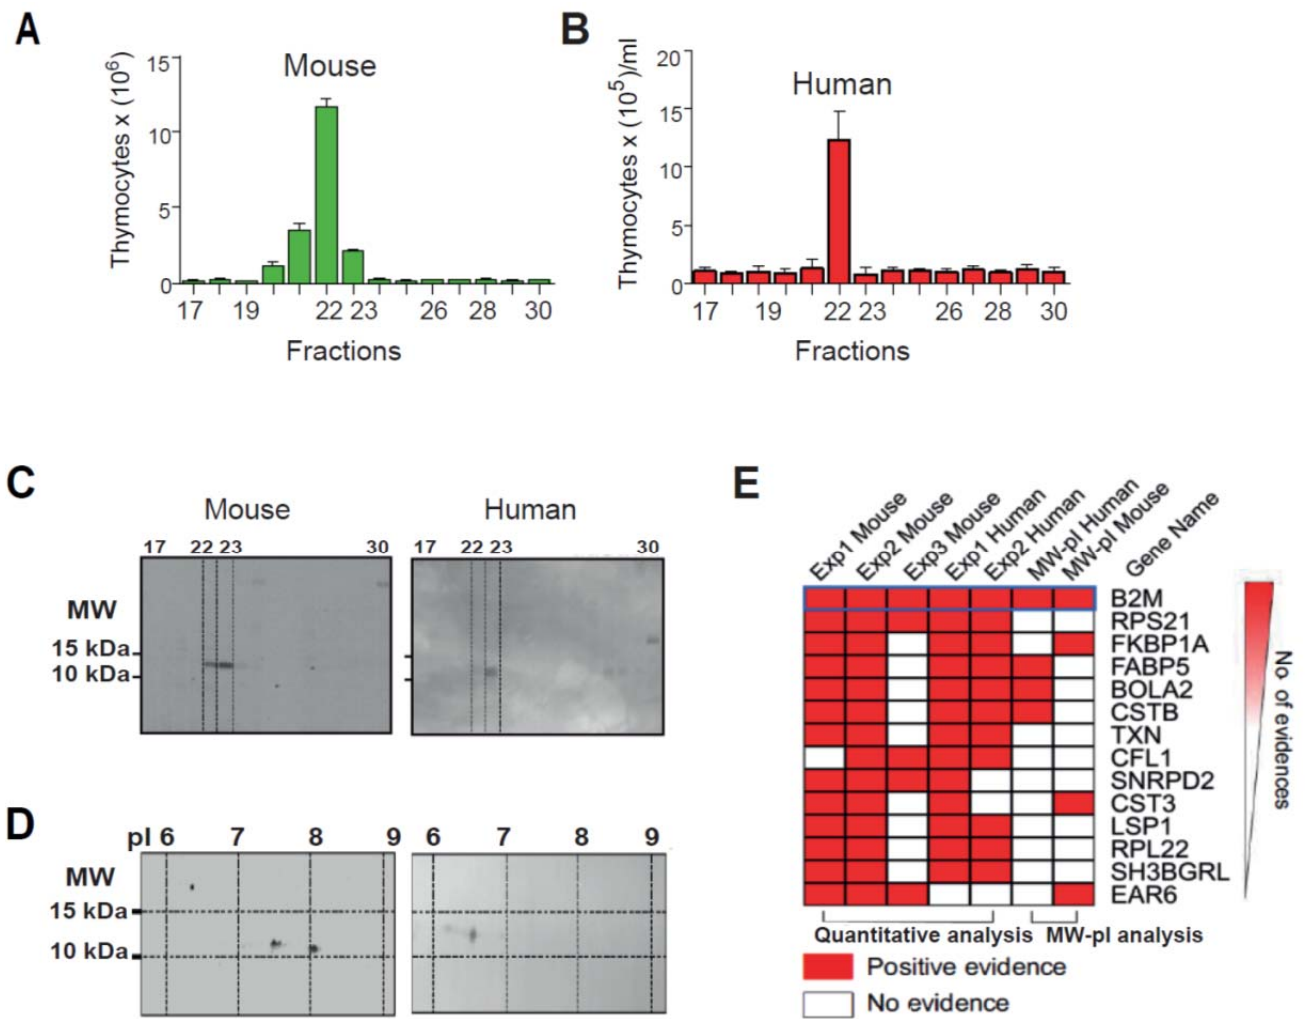 A
Mouse
Thymocytes x (10⁶)
15
10
5
0
17 19 22 23 26 28 30
Fractions
B
Human
Thymocytes x (10⁵)/ml
20
15
10
5
0
17 19 22 23 26 28 30
Fractions
C
Mouse
Human
17 22 23 30
17 22 23 30
MW
15 kDa
10 kDa
D
pI 6 7 8 9
6 7 8 9
MW
15 kDa
10 kDa
E
Exp1 Mouse
Exp2 Mouse
Exp3 Mouse
Exp1 Human
Exp2 Human
MW-pI Human
MW-pI Mouse
Gene Name
B2M
RPS21
FKBP1A
FABP5
BOLA2
CSTB
TXN
CFL1
SNRPD2
CST3
LSP1
RPL22
SH3BGRL
EAR6
No. of evidences
Quantitative analysis MW-pI analysis
Positive evidence
No evidence